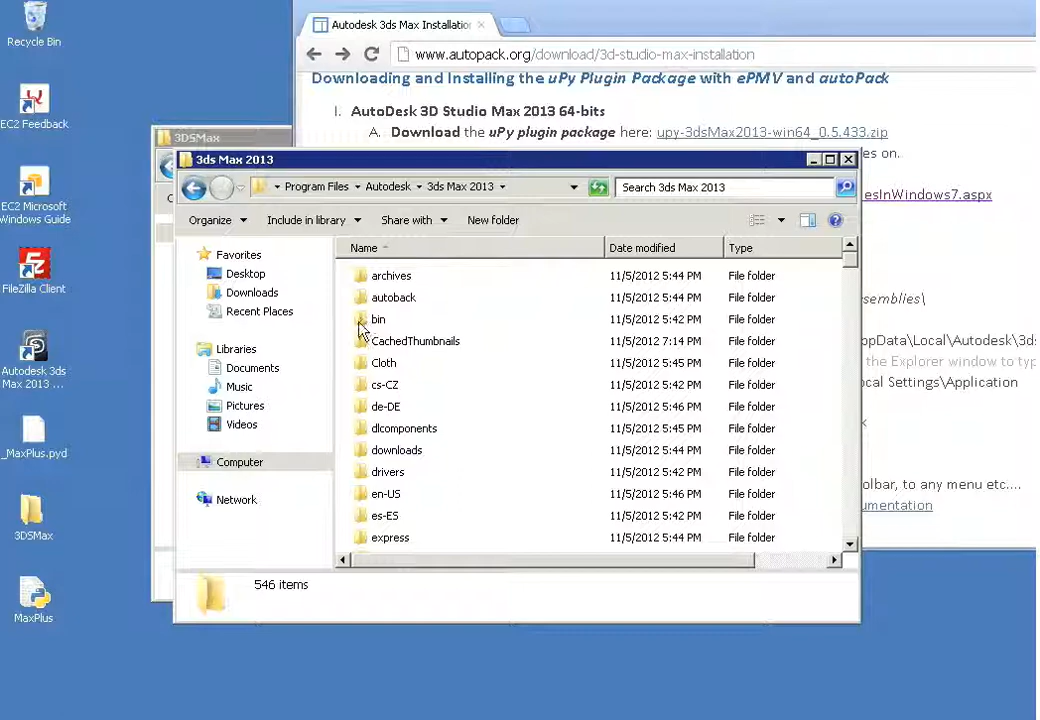 Recycle Bin
EC2 Feedback
EC2 Microsoft
Windows Guide
FileZilla Client
Autodesk 3ds
Max 2013 ...
_MaxPlus.pyd
3DSMax
MaxPlus
Autodesk 3ds Max Installatio
www.autopack.org/download/3d-studio-max-installation
Downloading and Installing the uPy Plugin Package with ePMV and autoPack
I. AutoDesk 3D Studio Max 2013 64-bits
A. Download the uPy plugin package here: upy-3dsMax2013-win64_0.5.433.zip
es on.
esInWindows7.aspx
semblies\
ppData\Local\Autodesk\3ds
the Explorer window to typ
cal Settings\Application
x
olbar, to any menu etc....
umentation
3DSMax
3ds Max 2013
Program Files Autodesk 3ds Max 2013
Search 3ds Max 2013
Organize Include in library Share with New folder
Favorites
Desktop
Downloads
Recent Places
Libraries
Documents
Music
Pictures
Videos
Computer
Network
Name Date modified Type
archives 11/5/2012 5:44 PM File folder
autoback 11/5/2012 5:44 PM File folder
bin 11/5/2012 5:42 PM File folder
CachedThumbnails 11/5/2012 7:14 PM File folder
Cloth 11/5/2012 5:45 PM File folder
cs-CZ 11/5/2012 5:42 PM File folder
de-DE 11/5/2012 5:46 PM File folder
dlcomponents 11/5/2012 5:45 PM File folder
downloads 11/5/2012 5:44 PM File folder
drivers 11/5/2012 5:42 PM File folder
en-US 11/5/2012 5:46 PM File folder
es-ES 11/5/2012 5:42 PM File folder
express 11/5/2012 5:44 PM File folder
546 items